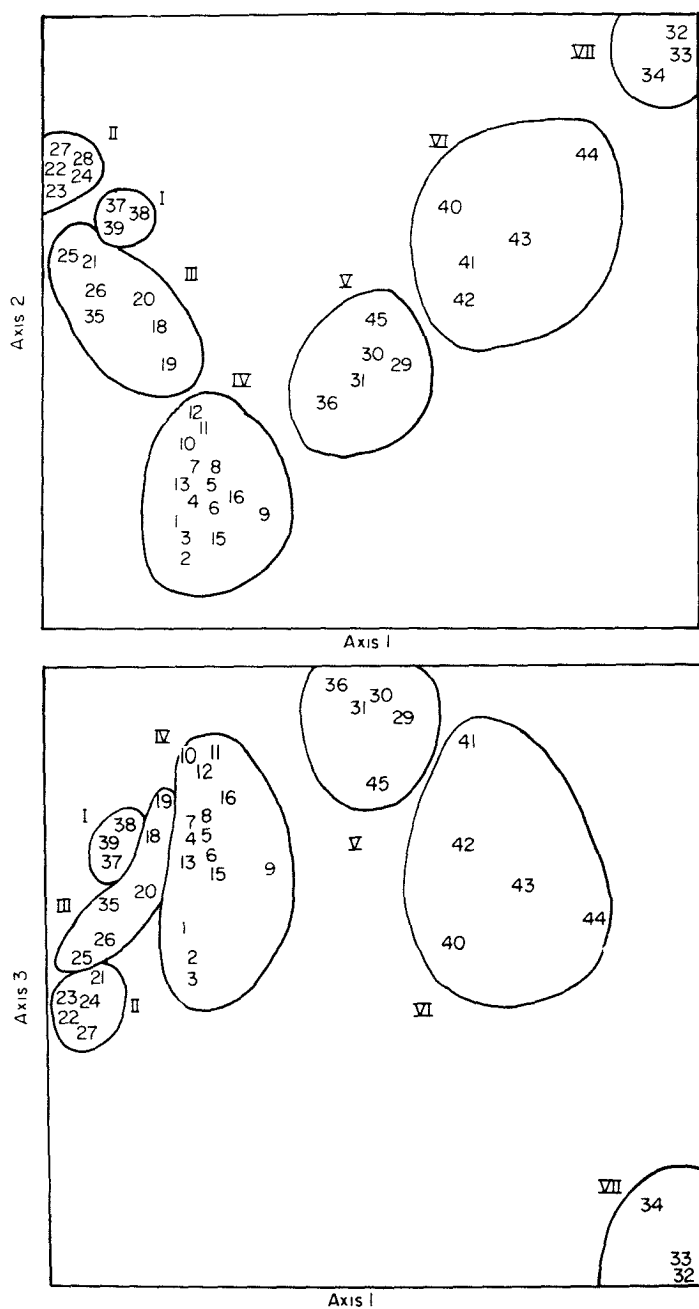 32
VII 33
34
II VI
27 28 44
22 24
23 I
37 38 40
39 43
25 21 III 41
26 20 V 42
35 18 45
Axis 2
19 30 29
IV 31
12 36
11
10
7 8
13 5
4 16
1 6 9
3 15
2
Axis 1
36 30
31 29
IV 10 11 41
12
19 16 45
I 38 18 7 8
39 4 5 V 42
37 13 6
15 9 43
III 35 20
44
26 1 40
25 2
21 3
23 24 II VI
22
27
Axis 3
VII
34
33
32
Axis 1